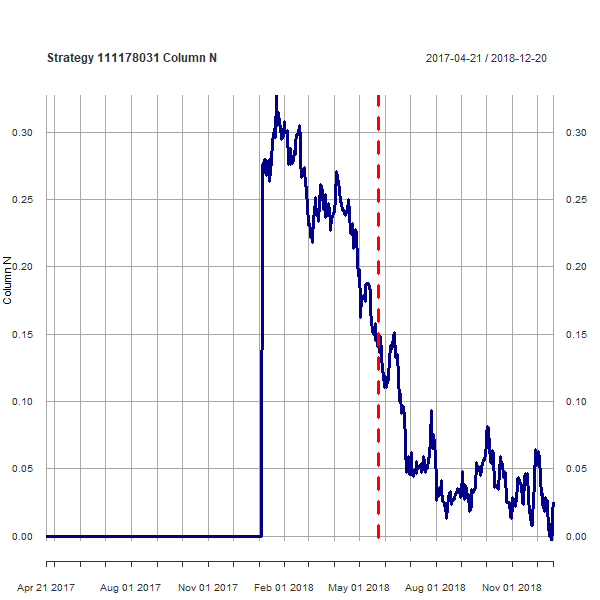 Strategy 111178031 Column N
2017-04-21 / 2018-12-20
Column N
0.30
0.25
0.20
0.15
0.10
0.05
0.00
0.30
0.25
0.20
0.15
0.10
0.05
0.00
Apr 21 2017
Aug 01 2017
Nov 01 2017
Feb 01 2018
May 01 2018
Aug 01 2018
Nov 01 2018